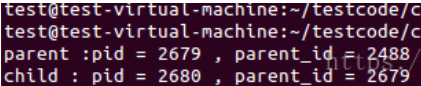 test@test-virtual-machine:~/testcode/c
test@test-virtual-machine:~/testcode/c
parent :pid = 2679 , parent_id = 2488
child : pid = 2680 , parent_id = 2679
https:/